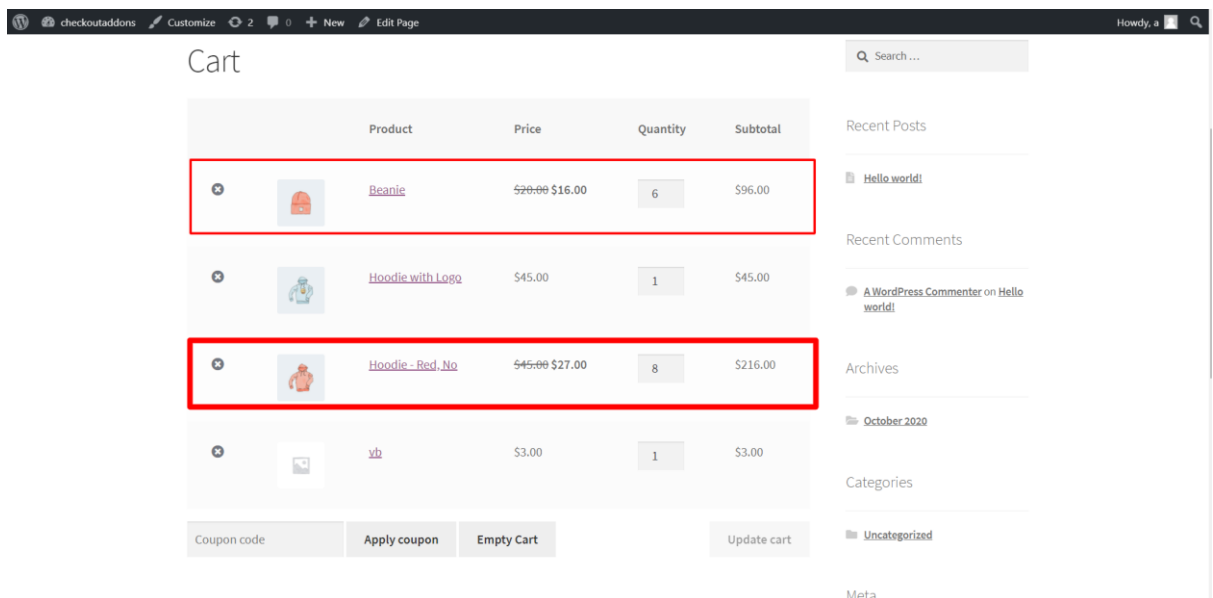 checkoutaddons Customize 2 0 New Edit Page Howdy, a
Cart
Product Price Quantity Subtotal
Beanie $20.00 $16.00 6 $96.00
Hoodie with Logo $45.00 1 $45.00
Hoodie - Red, No $45.00 $27.00 8 $216.00
vb $3.00 1 $3.00
Coupon code Apply coupon Empty Cart Update cart
Search …
Recent Posts
Hello world!
Recent Comments
A WordPress Commenter on Hello
world!
Archives
October 2020
Categories
Uncategorized
Meta